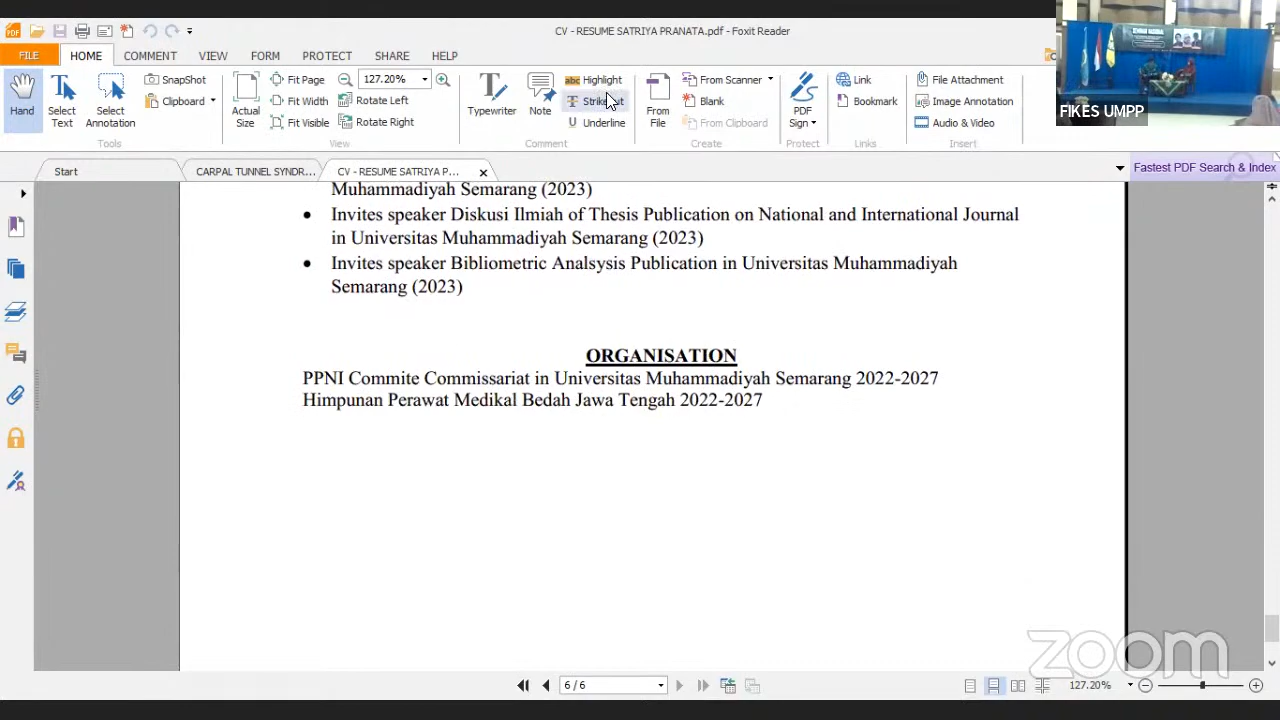 CV - RESUME SATRIYA PRANATA.pdf - Foxit Reader
FILE HOME COMMENT VIEW FORM PROTECT SHARE HELP
Hand
Select Text
Select Annotation
SnapShot
Clipboard
Tools
Actual Size
Fit Page
Fit Width
Fit Visible
127.20%
Rotate Left
Rotate Right
View
Typewriter
Note
Highlight
Underline
Comment
From File
From Scanner
Blank
From Clipboard
Create
PDF Sign
Protect
Link
Bookmark
Links
File Attachment
Image Annotation
Audio & Video
Insert
FIKES UMPP
Start
CARPAL TUNNEL SYNDR...
CV - RESUME SATRIYA P...
Fastest PDF Search & Index
Muhammadiyah Semarang (2023)
• Invites speaker Diskusi Ilmiah of Thesis Publication on National and International Journal
in Universitas Muhammadiyah Semarang (2023)
• Invites speaker Bibliometric Analsysis Publication in Universitas Muhammadiyah
Semarang (2023)
ORGANISATION
PPNI Commite Commissariat in Universitas Muhammadiyah Semarang 2022-2027
Himpunan Perawat Medikal Bedah Jawa Tengah 2022-2027
zoom
6 / 6
127.20%